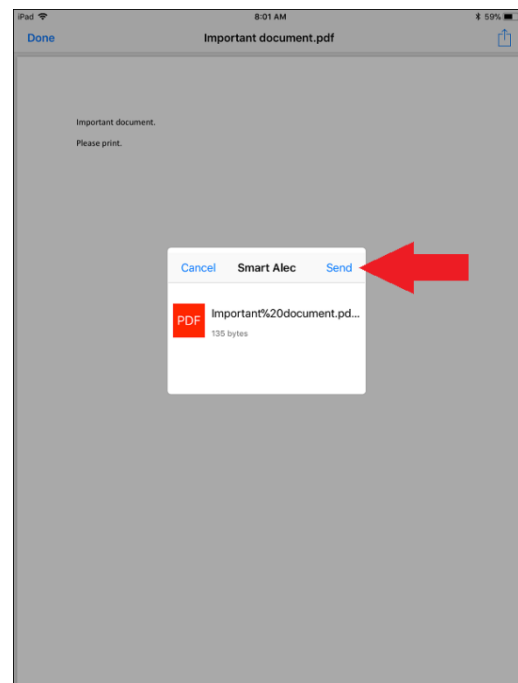 iPad 8:01 AM 59%
Done Important document.pdf
Important document.
Please print.
Cancel Smart Alec Send
PDF Important%20document.pd...
135 bytes